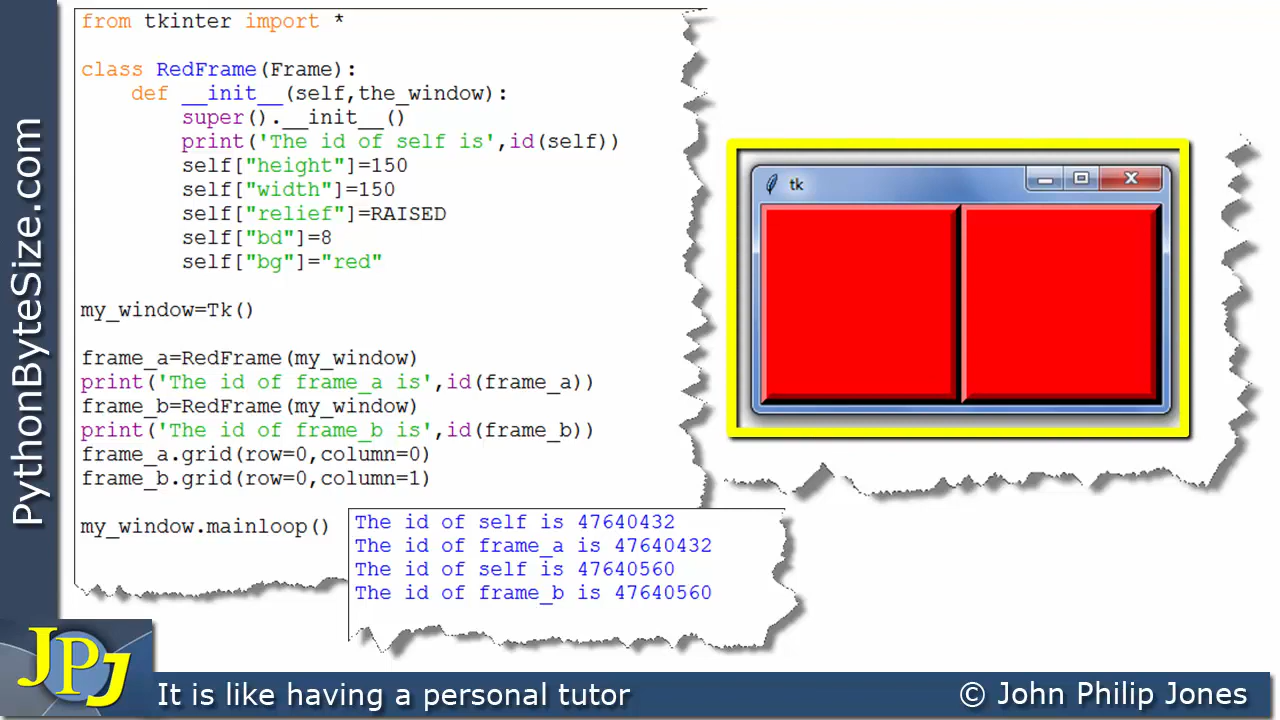 PythonByteSize.com
from tkinter import *
class RedFrame(Frame):
    def __init__(self,the_window):
        super().__init__()
        print('The id of self is',id(self))
        self["height"]=150
        self["width"]=150
        self["relief"]=RAISED
        self["bd"]=8
        self["bg"]="red"
my_window=Tk()
frame_a=RedFrame(my_window)
print('The id of frame_a is',id(frame_a))
frame_b=RedFrame(my_window)
print('The id of frame_b is',id(frame_b))
frame_a.grid(row=0,column=0)
frame_b.grid(row=0,column=1)
my_window.mainloop()
tk
The id of self is 47640432
The id of frame_a is 47640432
The id of self is 47640560
The id of frame_b is 47640560
JPJ
It is like having a personal tutor
© John Philip Jones